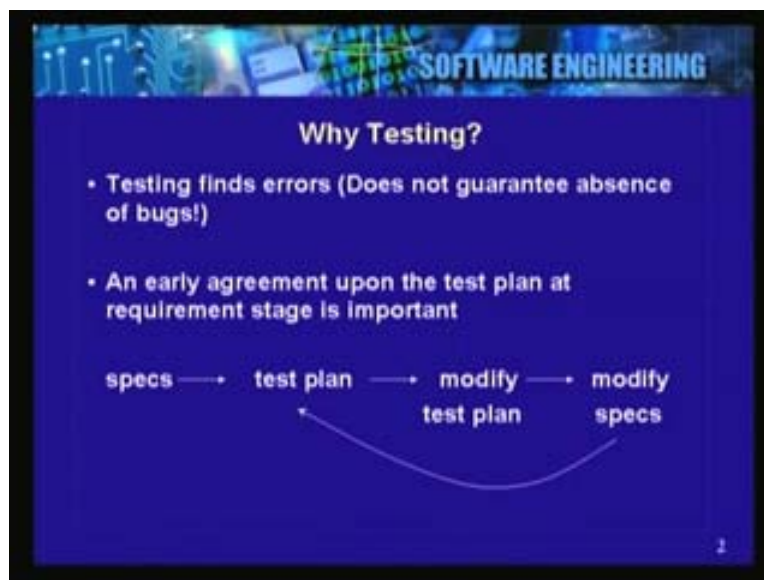 SOFTWARE ENGINEERING
Why Testing?
• Testing finds errors (Does not guarantee absence
of bugs!)
• An early agreement upon the test plan at
requirement stage is important
specs → test plan → modify → modify
test plan specs
2